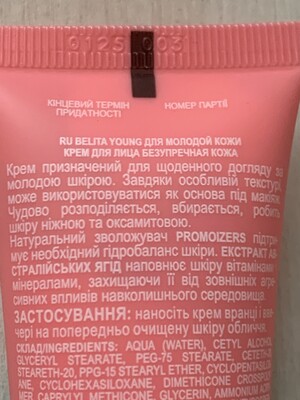 0125 003
КІНЦЕВИЙ ТЕРМІН
ПРИДАТНОСТІ
НОМЕР ПАРТІЇ
RU BELITA YOUNG ДЛЯ МОЛОДОЙ КОЖИ
КРЕМ ДЛЯ ЛИЦА БЕЗУПРЕЧНАЯ КОЖА
Крем призначений для щоденного догляду за
молодою шкірою. Завдяки особливій текстурі
може використовуватися як основа під макіяж.
Чудово розподіляється, вбирається, робить
шкіру ніжною та оксамитовою.
Натуральний зволожувач PROMOIZERS підтри-
мує необхідний гідробаланс шкіри. ЕКСТРАКТ АВ-
СТРАЛІЙСЬКИХ ЯГІД наповнює шкіру вітамінами
мінералами, захищаючи її від зовнішніх агре-
сивних впливів навколишнього середовища.
ЗАСТОСУВАННЯ: наносіть крем вранці і вве-
чері на попередньо очищену шкіру обличчя.
СКЛАД/INGREDIENTS: AQUA (WATER), CETYL ALCOHOL,
GLYCERYL STEARATE, PEG-75 STEARATE, CETETH-20,
STEARETH-20, PPG-15 STEARYL ETHER, CYCLOPENTASILO-
XANE, CYCLOHEXASILOXANE, DIMETHICONE CROSSPO-
CAPRYLYL METHICONE, GLYCERIN, AMMONIUM